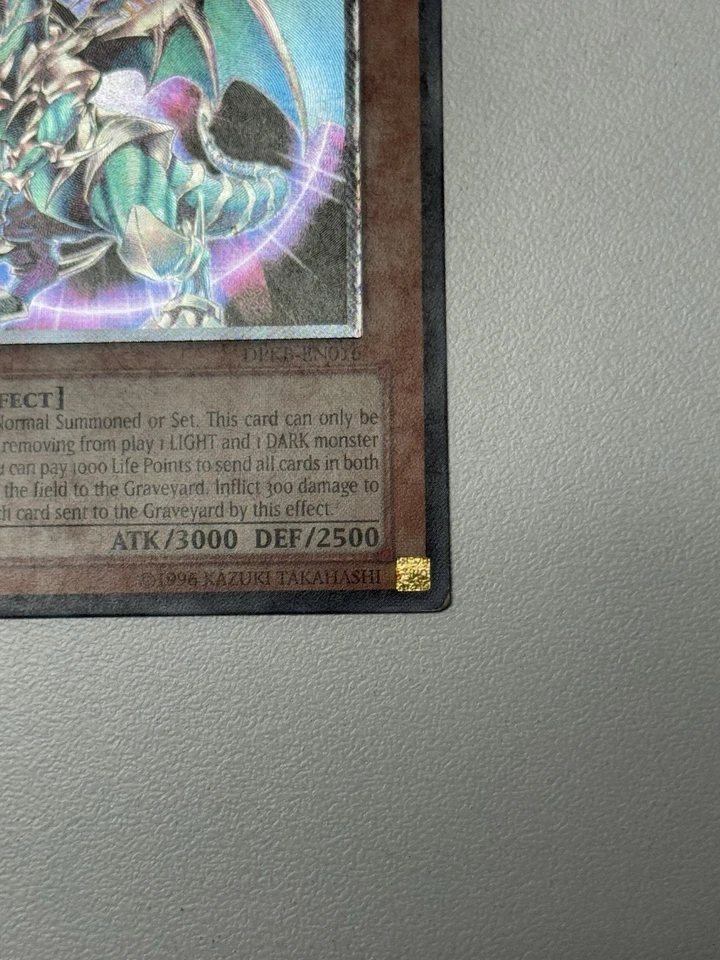 DPKB-EN016
FECT]
Normal Summoned or Set. This card can only be
removing from play 1 LIGHT and 1 DARK monster
can pay 1000 Life Points to send all cards in both
the field to the Graveyard. Inflict 300 damage to
h card sent to the Graveyard by this effect.
ATK/3000 DEF/2500
©1996 KAZUKI TAKAHASHI